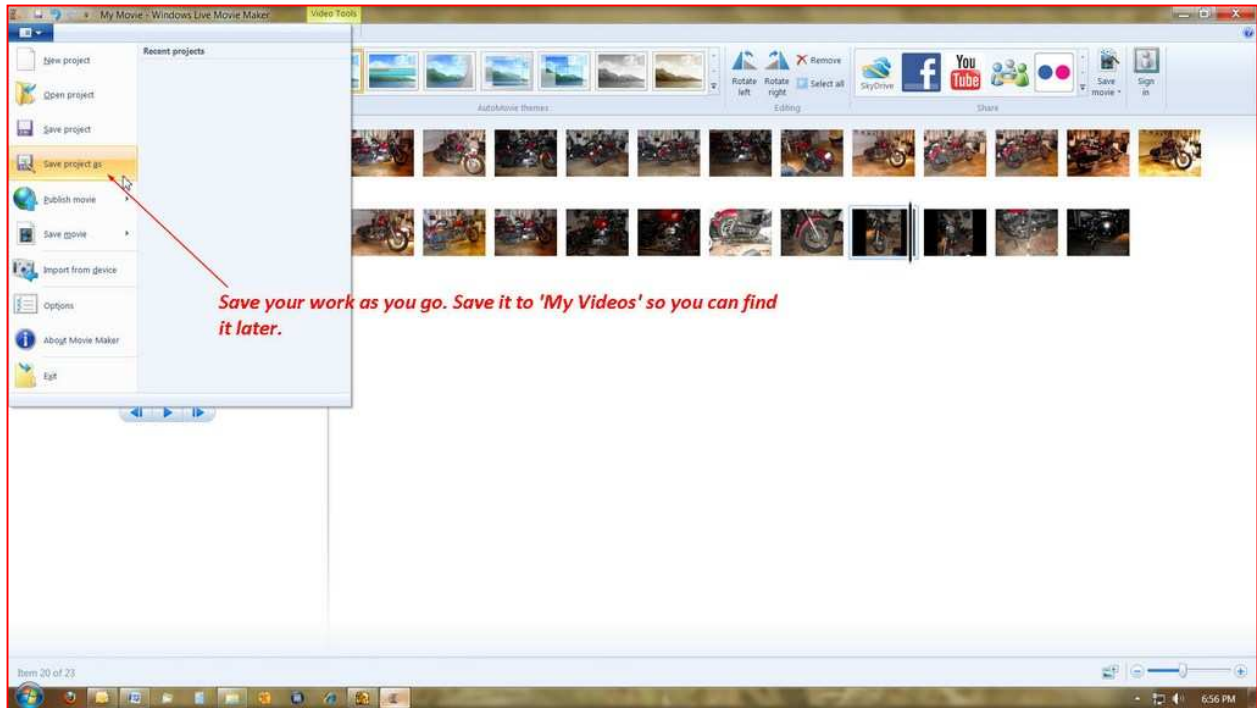 My Movie - Windows Live Movie Maker
Video Tools
New project
Open project
Save project
Save project as
Publish movie
Save movie
Import from device
Options
About Movie Maker
Exit
Recent projects
AutoMovie themes
Rotate left
Rotate right
Remove
Select all
Editing
SkyDrive
f
You
Tube
Share
Save
movie
Sign
in
Save your work as you go. Save it to 'My Videos' so you can find
it later.
Item 20 of 23
6:56 PM